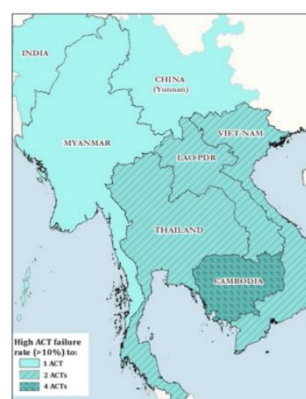 INDIA
CHINA
(Yunnan)
MYANMAR
VIET NAM
LAO PDR
THAILAND
CAMBODIA
High ACT failure
rate (>10%) to:
1 ACT
2 ACTs
4 ACTs